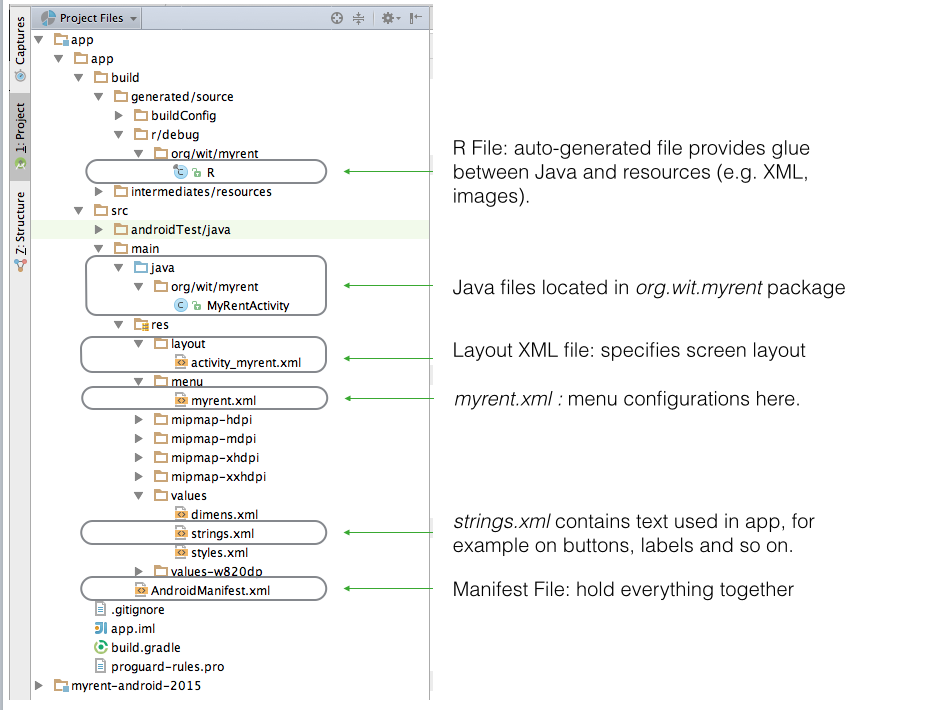 Captures
1: Project
Z: Structure
Project Files
app
app
build
generated/source
buildConfig
r/debug
org/wit/myrent
R
intermediates/resources
src
androidTest/java
main
java
org/wit/myrent
MyRentActivity
res
layout
activity_myrent.xml
menu
myrent.xml
mipmap-hdpi
mipmap-mdpi
mipmap-xhdpi
mipmap-xxhdpi
values
dimens.xml
strings.xml
styles.xml
values-w820dp
AndroidManifest.xml
.gitignore
app.iml
build.gradle
proguard-rules.pro
myrent-android-2015
R File: auto-generated file provides glue
between Java and resources (e.g. XML,
images).
Java files located in org.wit.myrent package
Layout XML file: specifies screen layout
myrent.xml : menu configurations here.
strings.xml contains text used in app, for
example on buttons, labels and so on.
Manifest File: hold everything together